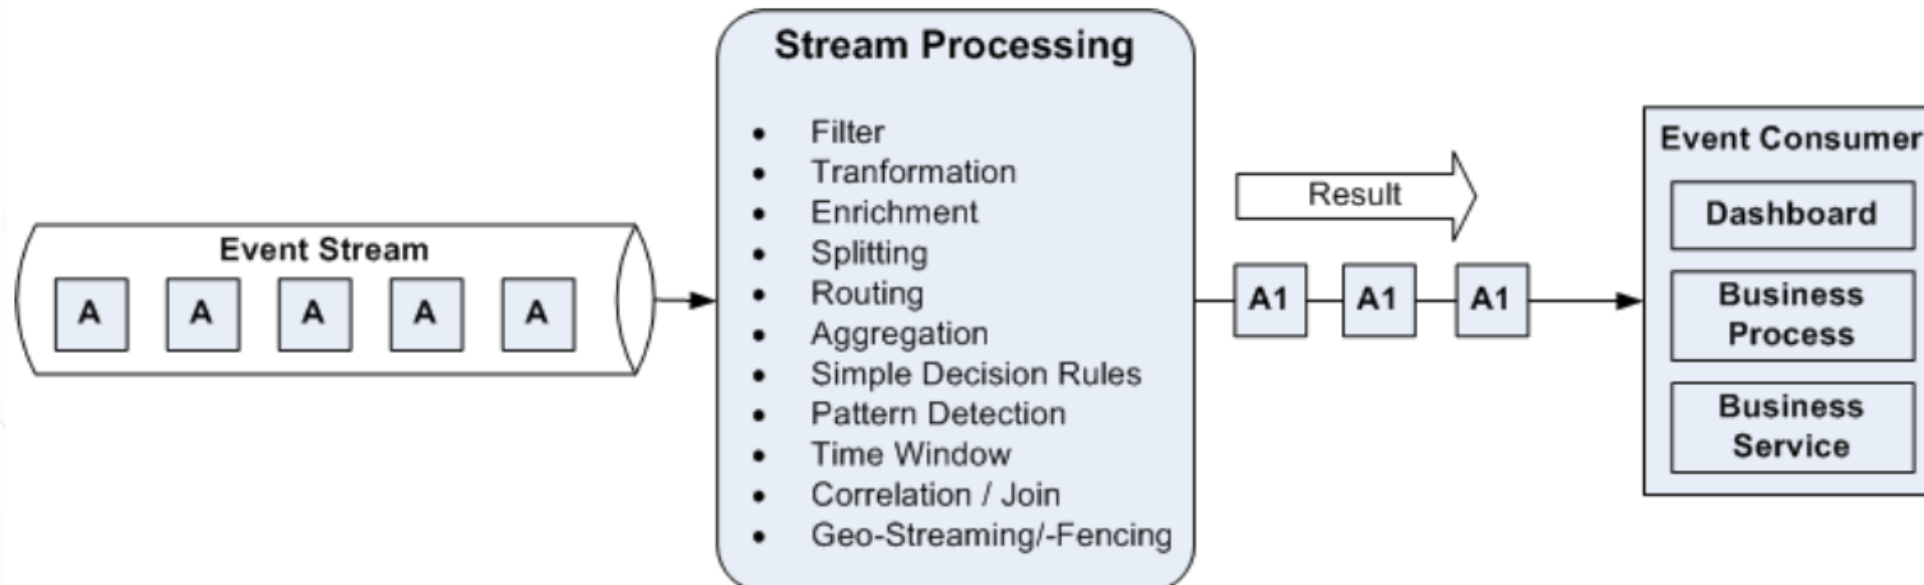 Stream Processing
• Filter
• Tranformation
• Enrichment
• Splitting
• Routing
• Aggregation
• Simple Decision Rules
• Pattern Detection
• Time Window
• Correlation / Join
• Geo-Streaming/-Fencing
Event Stream
A A A A A
Result
A1 A1 A1
Event Consumer
Dashboard
Business
Process
Business
Service